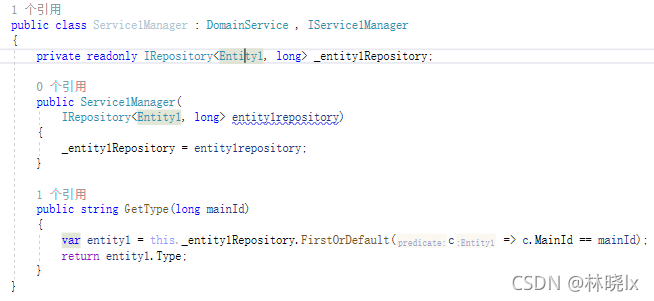 1 个引用
public class Service1Manager : DomainService , IService1Manager
{
private readonly IRepository<Entity1, long> _entity1Repository;
0 个引用
public Service1Manager(
IRepository<Entity1, long> entity1repository)
{
_entity1Repository = entity1repository;
}
1 个引用
public string GetType(long mainId)
{
var entity1 = this._entity1Repository.FirstOrDefault(predicate: c :Entity1 => c.MainId == mainId);
return entity1.Type;
}
}
CSDN @林晓lx